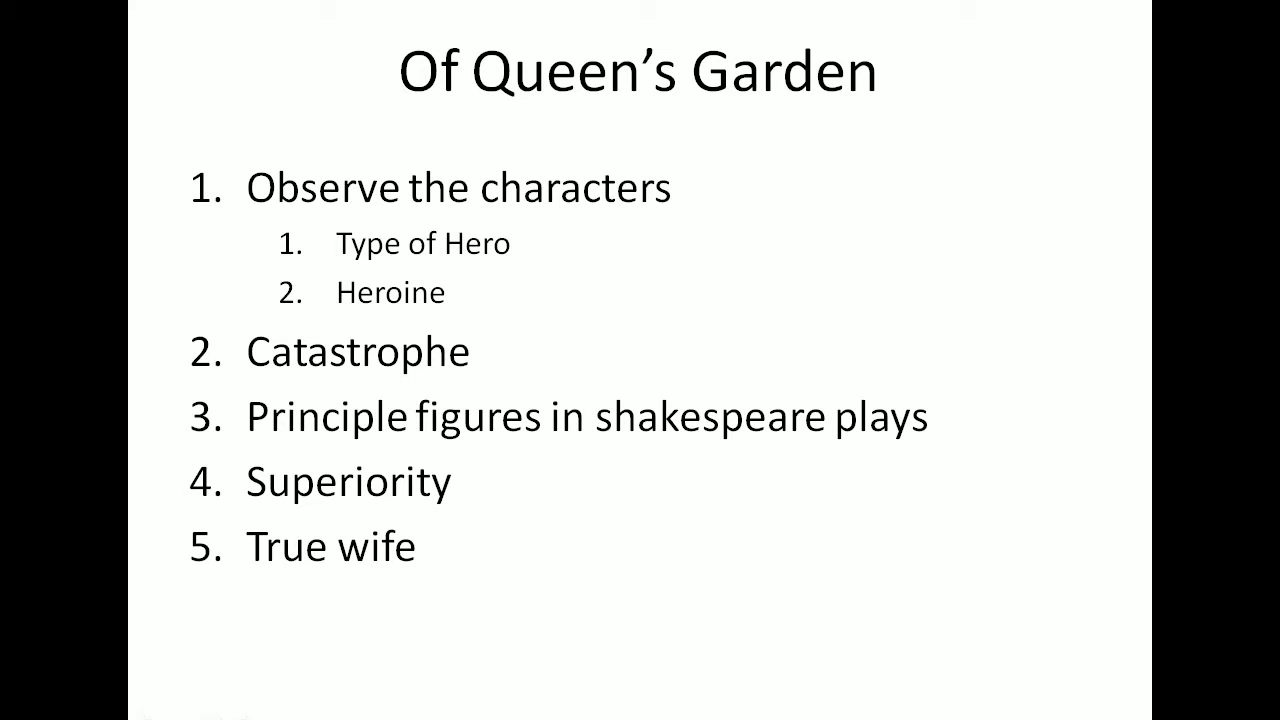 Of Queen’s Garden
1. Observe the characters
1. Type of Hero
2. Heroine
2. Catastrophe
3. Principle figures in shakespeare plays
4. Superiority
5. True wife